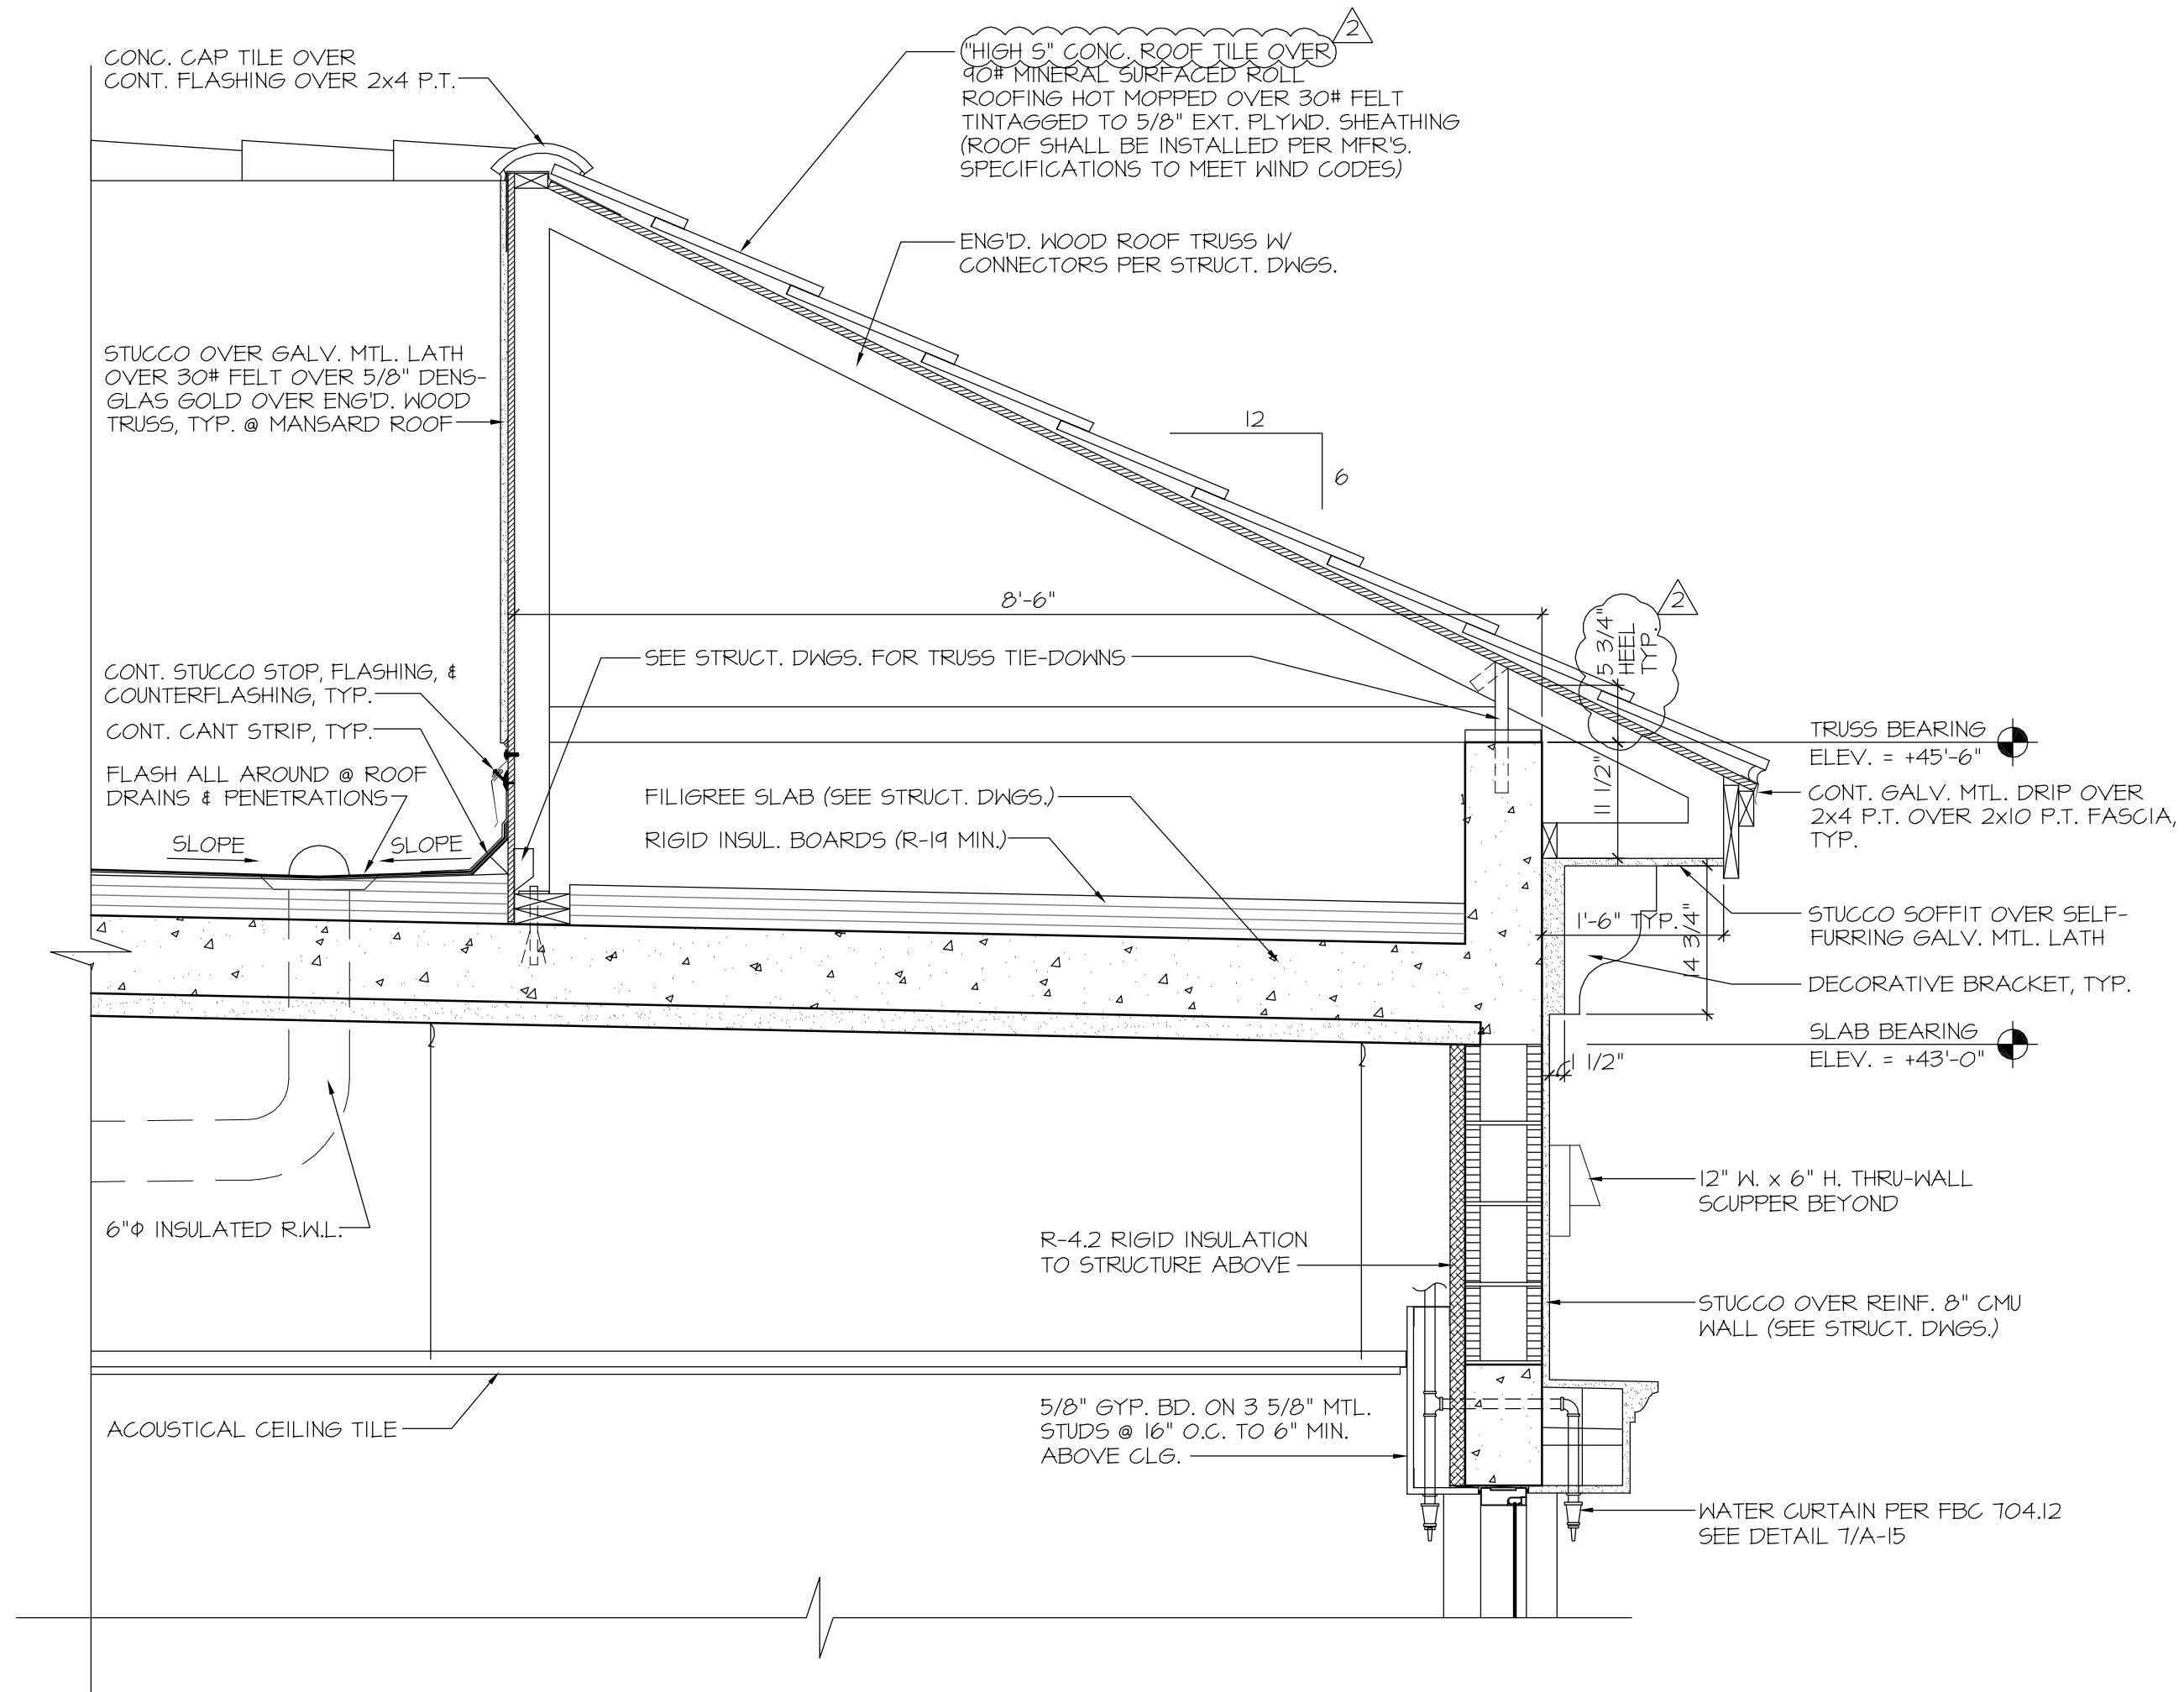 CONC. CAP TILE OVER
CONT. FLASHING OVER 2x4 P.T.
"HIGH S" CONC. ROOF TILE OVER
90# MINERAL SURFACED ROLL
ROOFING HOT MOPPED OVER 30# FELT
TINTAGGED TO 5/8" EXT. PLYWD. SHEATHING
(ROOF SHALL BE INSTALLED PER MFR'S.
SPECIFICATIONS TO MEET WIND CODES)
2
ENG'D. WOOD ROOF TRUSS W/
CONNECTORS PER STRUCT. DWGS.
STUCCO OVER GALV. MTL. LATH
OVER 30# FELT OVER 5/8" DENS-
GLAS GOLD OVER ENG'D. WOOD
TRUSS, TYP. @ MANSARD ROOF
12
6
8'-6"
2
5 3/4"
HEEL
TYP.
SEE STRUCT. DWGS. FOR TRUSS TIE-DOWNS
CONT. STUCCO STOP, FLASHING, &
COUNTERFLASHING, TYP.
CONT. CANT STRIP, TYP.
FLASH ALL AROUND @ ROOF
DRAINS & PENETRATIONS
SLOPE
SLOPE
FILIGREE SLAB (SEE STRUCT. DWGS.)
RIGID INSUL. BOARDS (R-19 MIN.)
11 1/2"
TRUSS BEARING
ELEV. = +45'-6"
CONT. GALV. MTL. DRIP OVER
2x4 P.T. OVER 2x10 P.T. FASCIA,
TYP.
1'-6" TYP.
14 3/4"
STUCCO SOFFIT OVER SELF-
FURRING GALV. MTL. LATH
DECORATIVE BRACKET, TYP.
SLAB BEARING
ELEV. = +43'-0"
1 1/2"
6"Φ INSULATED R.W.L.
12" W. x 6" H. THRU-WALL
SCUPPER BEYOND
R-4.2 RIGID INSULATION
TO STRUCTURE ABOVE
STUCCO OVER REINF. 8" CMU
WALL (SEE STRUCT. DWGS.)
ACOUSTICAL CEILING TILE
5/8" GYP. BD. ON 3 5/8" MTL.
STUDS @ 16" O.C. TO 6" MIN.
ABOVE CLG.
WATER CURTAIN PER FBC 704.12
SEE DETAIL 7/A-15